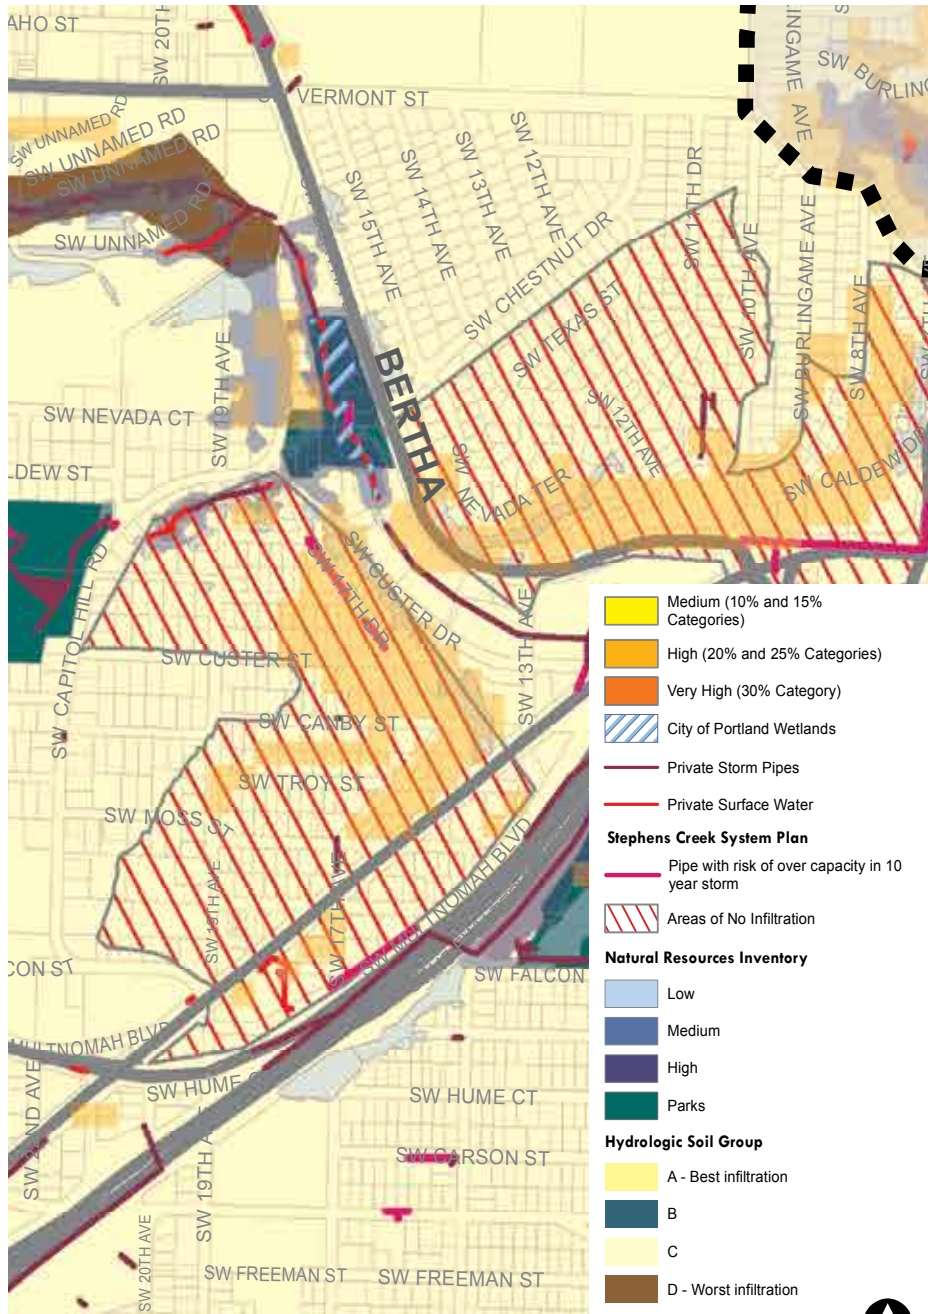 AHO ST
SW 20TH
INGAME AVE
SW BURLING
VERMONT ST
SW UNNAMED RD
SW UNNAMED RD
SW UNNAMED RD
SW UNNAMED RD
SW 15TH AVE
SW 14TH AVE
SW 13TH AVE
SW 12TH AVE
SW 11TH DR
SW CHESTNUT DR
SW TEXAS ST
SW 10TH AVE
SW BURLINGAME AVE
SW 8TH AVE
SW 19TH AVE
BERTHA
SW NEVADA CT
SW 12TH AVE
LDEW ST
SW NEVADA TER
SW CALDEW DR
SW CAPITOL HILL RD
SW 17TH DR
SW CUSTER DR
SW 13TH AVE
SW CUSTER ST
SW CANBY ST
SW TROY ST
SW MOSS ST
SW 19TH AVE
SW 17TH AVE
SW MULTNOMAH BLVD
CON ST
SW FALCON
MULTNOMAH BLVD
SW HUME C
SW HUME CT
SW 19TH A
SW CARSON ST
SW 20TH AVE
SW FREEMAN ST
SW FREEMAN ST
Medium (10% and 15%
Categories)
High (20% and 25% Categories)
Very High (30% Category)
City of Portland Wetlands
Private Storm Pipes
Private Surface Water
Stephens Creek System Plan
Pipe with risk of over capacity in 10
year storm
Areas of No Infiltration
Natural Resources Inventory
Low
Medium
High
Parks
Hydrologic Soil Group
A - Best infiltration
B
C
D - Worst infiltration